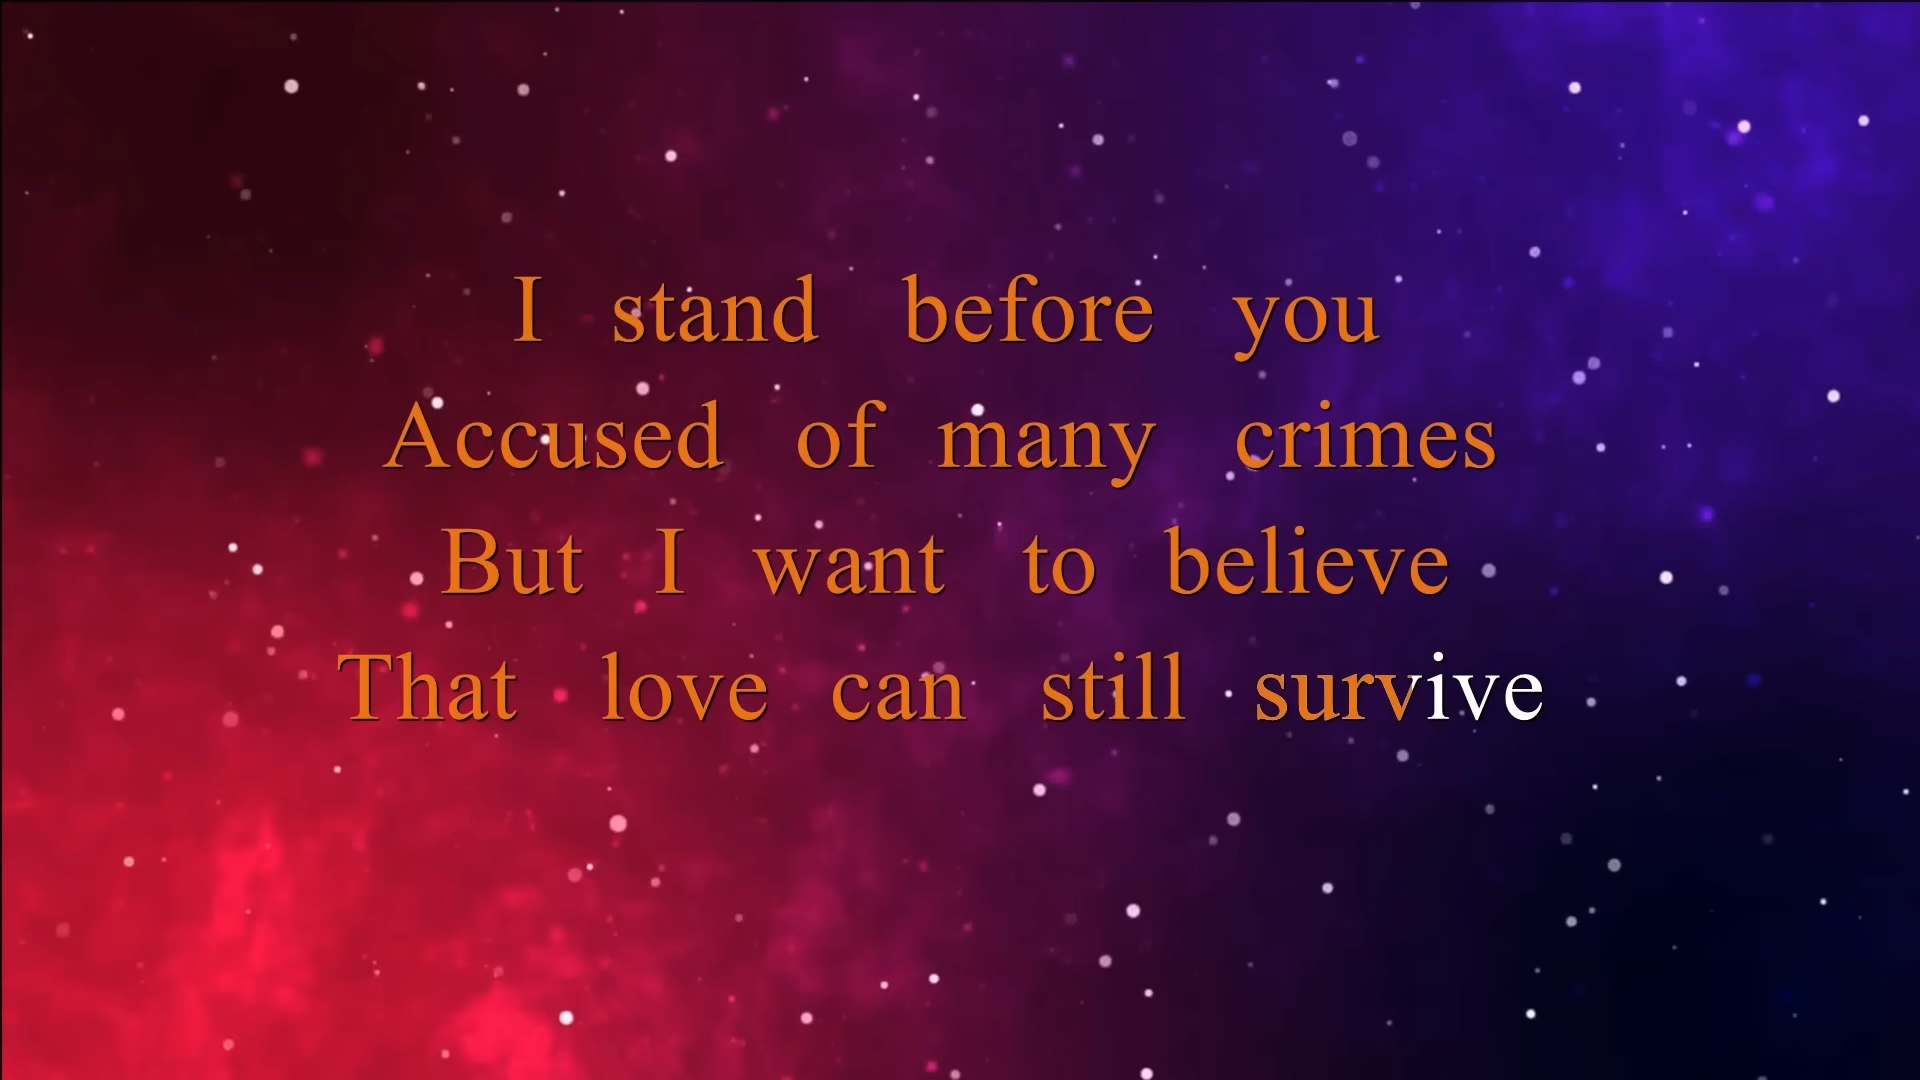 I stand before you
Accused of many crimes
But I want to believe
That love can still survive